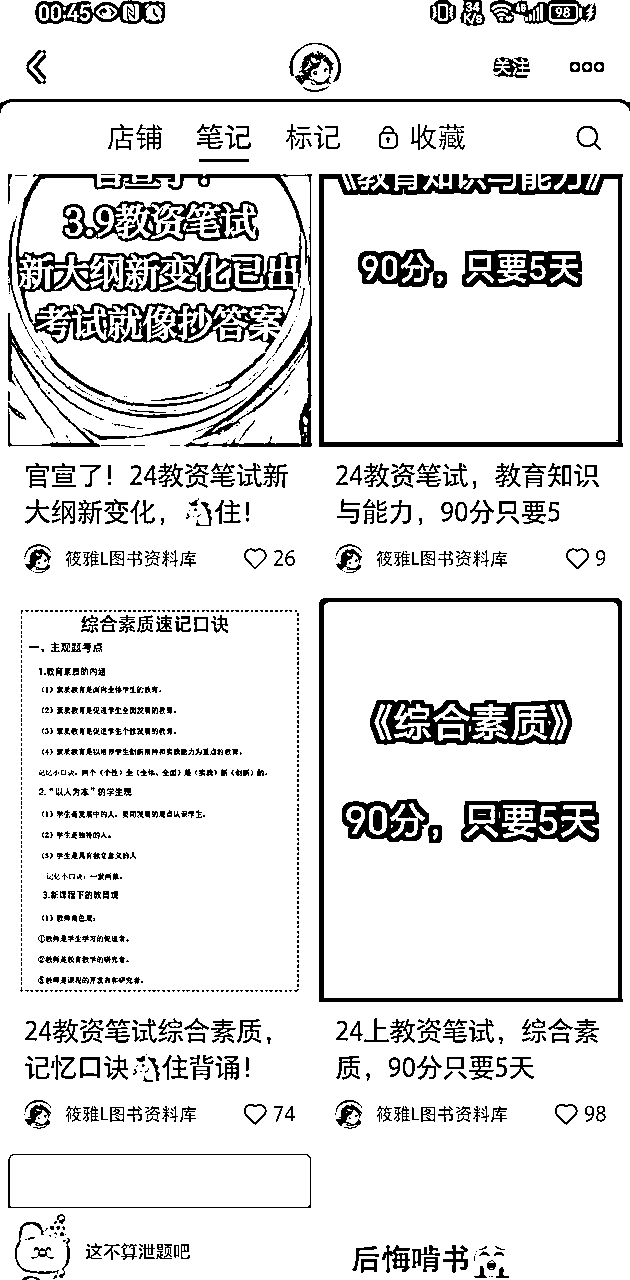 00:45
34 K/s
4G
98
关注
店铺
笔记
标记
收藏
官宣了!
3.9教资笔试
新大纲新变化已出
考试就像抄答案
官宣了!24教资笔试新
大纲新变化,住!
筱雅L图书资料库
26
《教育知识与能力》
90分,只要5天
24教资笔试,教育知识
与能力,90分只要5
筱雅L图书资料库
9
综合素质速记口诀
一、主观题考点
1.教育素质的内涵
(1)素质教育是面向全体学生的教育。
(2)素质教育是促进学生全面发展的教育。
(3)素质教育是促进学生个性发展的教育。
(4)素质教育是以培养学生创新精神和实践能力为重点的教育。
记忆小口诀:两个(个性)全(全体、全面)是(实践)新(创新)的。
2.“以人为本”的学生观
(1)学生是发展中的人,要用发展的观点认识学生。
(2)学生是独特的人。
(3)学生是具有独立意义的人
记忆小口诀:一发两独。
3.新课程下的教育观
(1)教师角色观:
①教师是学生学习的促进者。
②教师是教育教学的研究者。
③教师是课程的开发者和研究者。
24教资笔试综合素质,
记忆口诀住背诵!
筱雅L图书资料库
74
《综合素质》
90分,只要5天
24上教资笔试,综合素
质,90分只要5天
筱雅L图书资料库
98
这不算泄题吧
后悔啃书